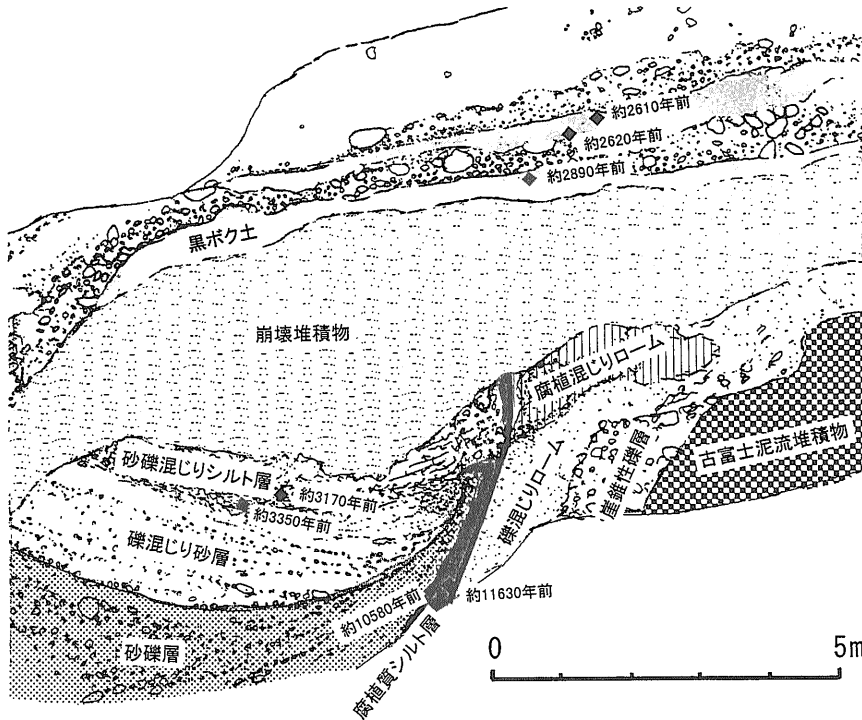 約2610年前
約2620年前
約2890年前
黒ボク土
崩壊堆積物
腐植混じりローム
古富士泥流堆積物
崖錐性礫層
礫混じりローム
砂礫混じりシルト層
約3170年前
約3350年前
礫混じり砂層
約10580年前
約11630年前
砂礫層
腐植質シルト層
0
5m